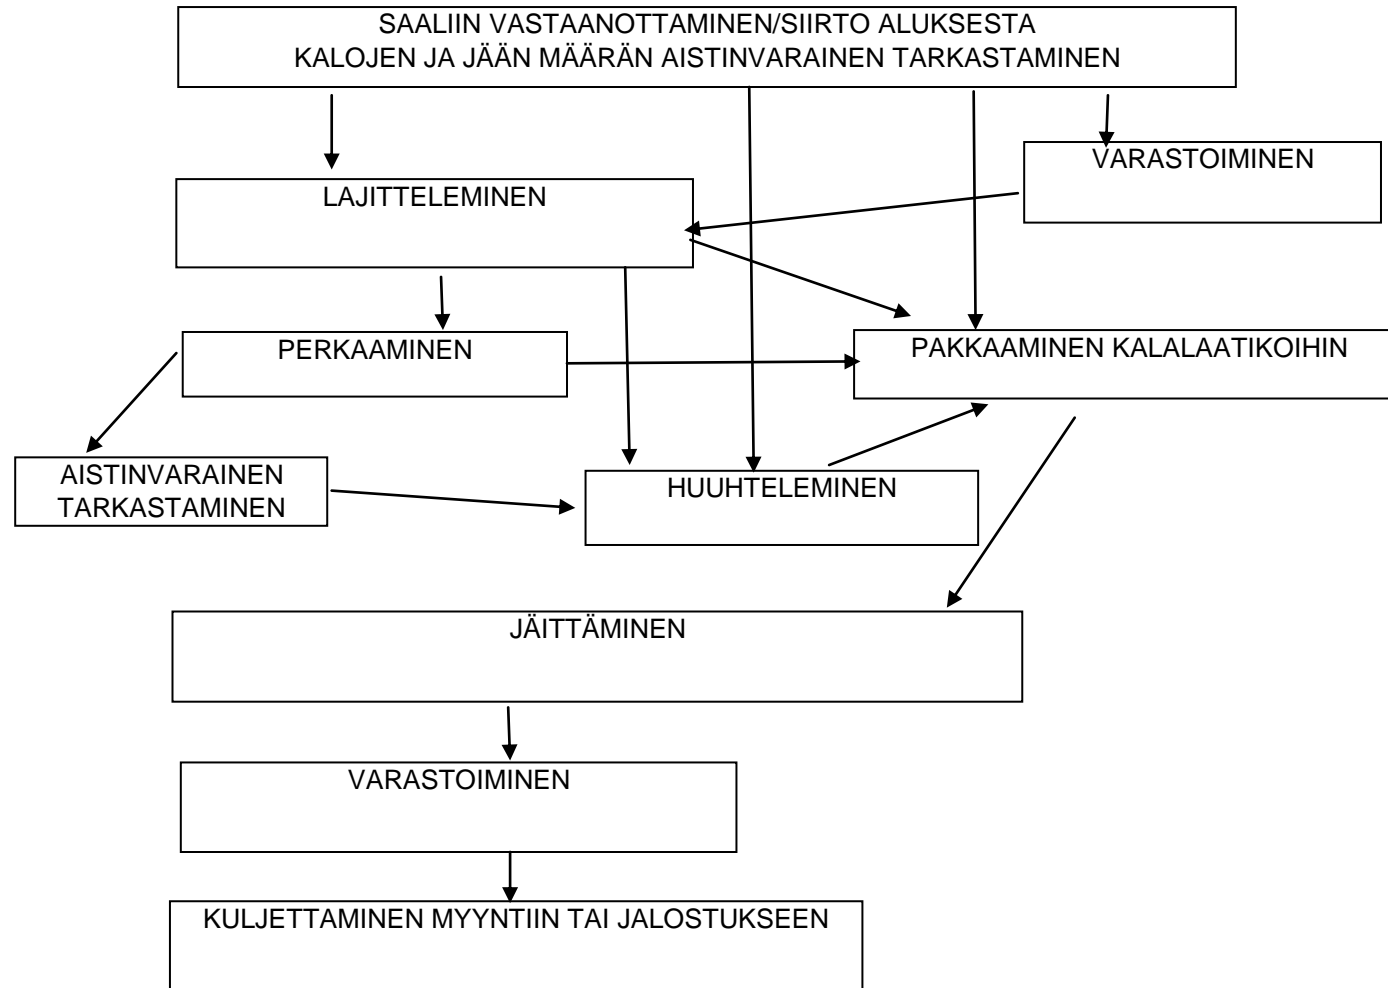 SAALIIN VASTAANOTTAMINEN/SIIRTO ALUKSESTA
KALOJEN JA JÄÄN MÄÄRÄN AISTINVARAINEN TARKASTAMINEN
VARASTOIMINEN
LAJITTELEMINEN
PERKAAMINEN
PAKKAAMINEN KALALAATIKOIHIN
AISTINVARAINEN
TARKASTAMINEN
HUUHTELEMINEN
JÄITTÄMINEN
VARASTOIMINEN
KULJETTAMINEN MYYNTIIN TAI JALOSTUKSEEN